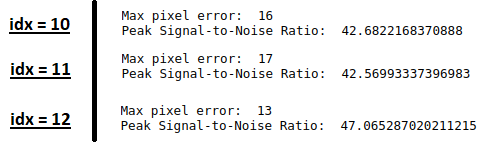 idx = 10
Max pixel error:  16
Peak Signal-to-Noise Ratio:  42.6822168370888
idx = 11
Max pixel error:  17
Peak Signal-to-Noise Ratio:  42.56993337396983
idx = 12
Max pixel error:  13
Peak Signal-to-Noise Ratio:  47.065287020211215